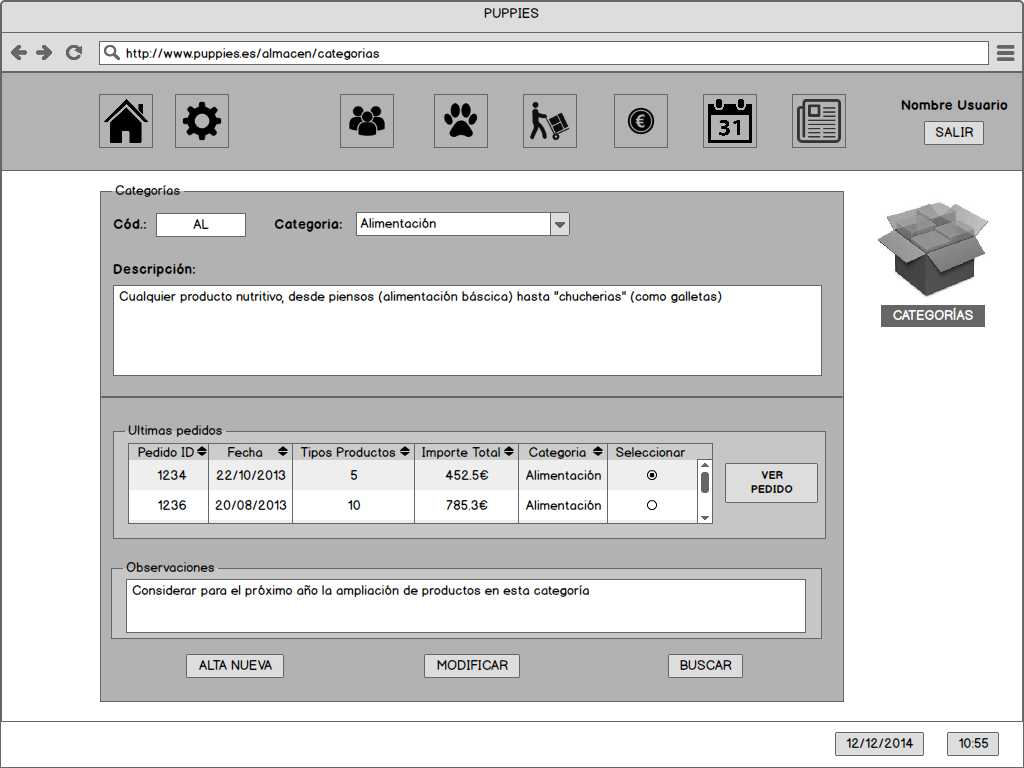 PUPPIES
http://www.puppies.es/almacen/categorias
31
€
Nombre Usuario
SALIR
Categorías
Cód.: AL Categoria: Alimentación
Descripción:
Cualquier producto nutritivo, desde piensos (alimentación báscica) hasta "chucherias" (como galletas)
CATEGORÍAS
Ultimas pedidos
Pedido ID Fecha Tipos Productos Importe Total Categoria Seleccionar
1234 22/10/2013 5 452.5€ Alimentación
1236 20/08/2013 10 785.3€ Alimentación
VER
PEDIDO
Observaciones
Considerar para el próximo año la ampliación de productos en esta categoría
ALTA NUEVA MODIFICAR BUSCAR
12/12/2014 10:55